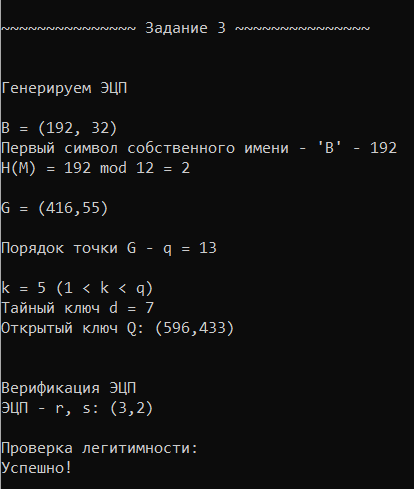 ~~~~~~~~~~~~~~~ Задание 3 ~~~~~~~~~~~~~~~
Генерируем ЭЦП
В = (192, 32)
Первый символ собственного имени - 'В' - 192
H(M) = 192 mod 12 = 2
G = (416,55)
Порядок точки G - q = 13
k = 5 (1 < k < q)
Тайный ключ d = 7
Открытый ключ Q: (596,433)
Верификация ЭЦП
ЭЦП - r, s: (3,2)
Проверка легитимности:
Успешно!